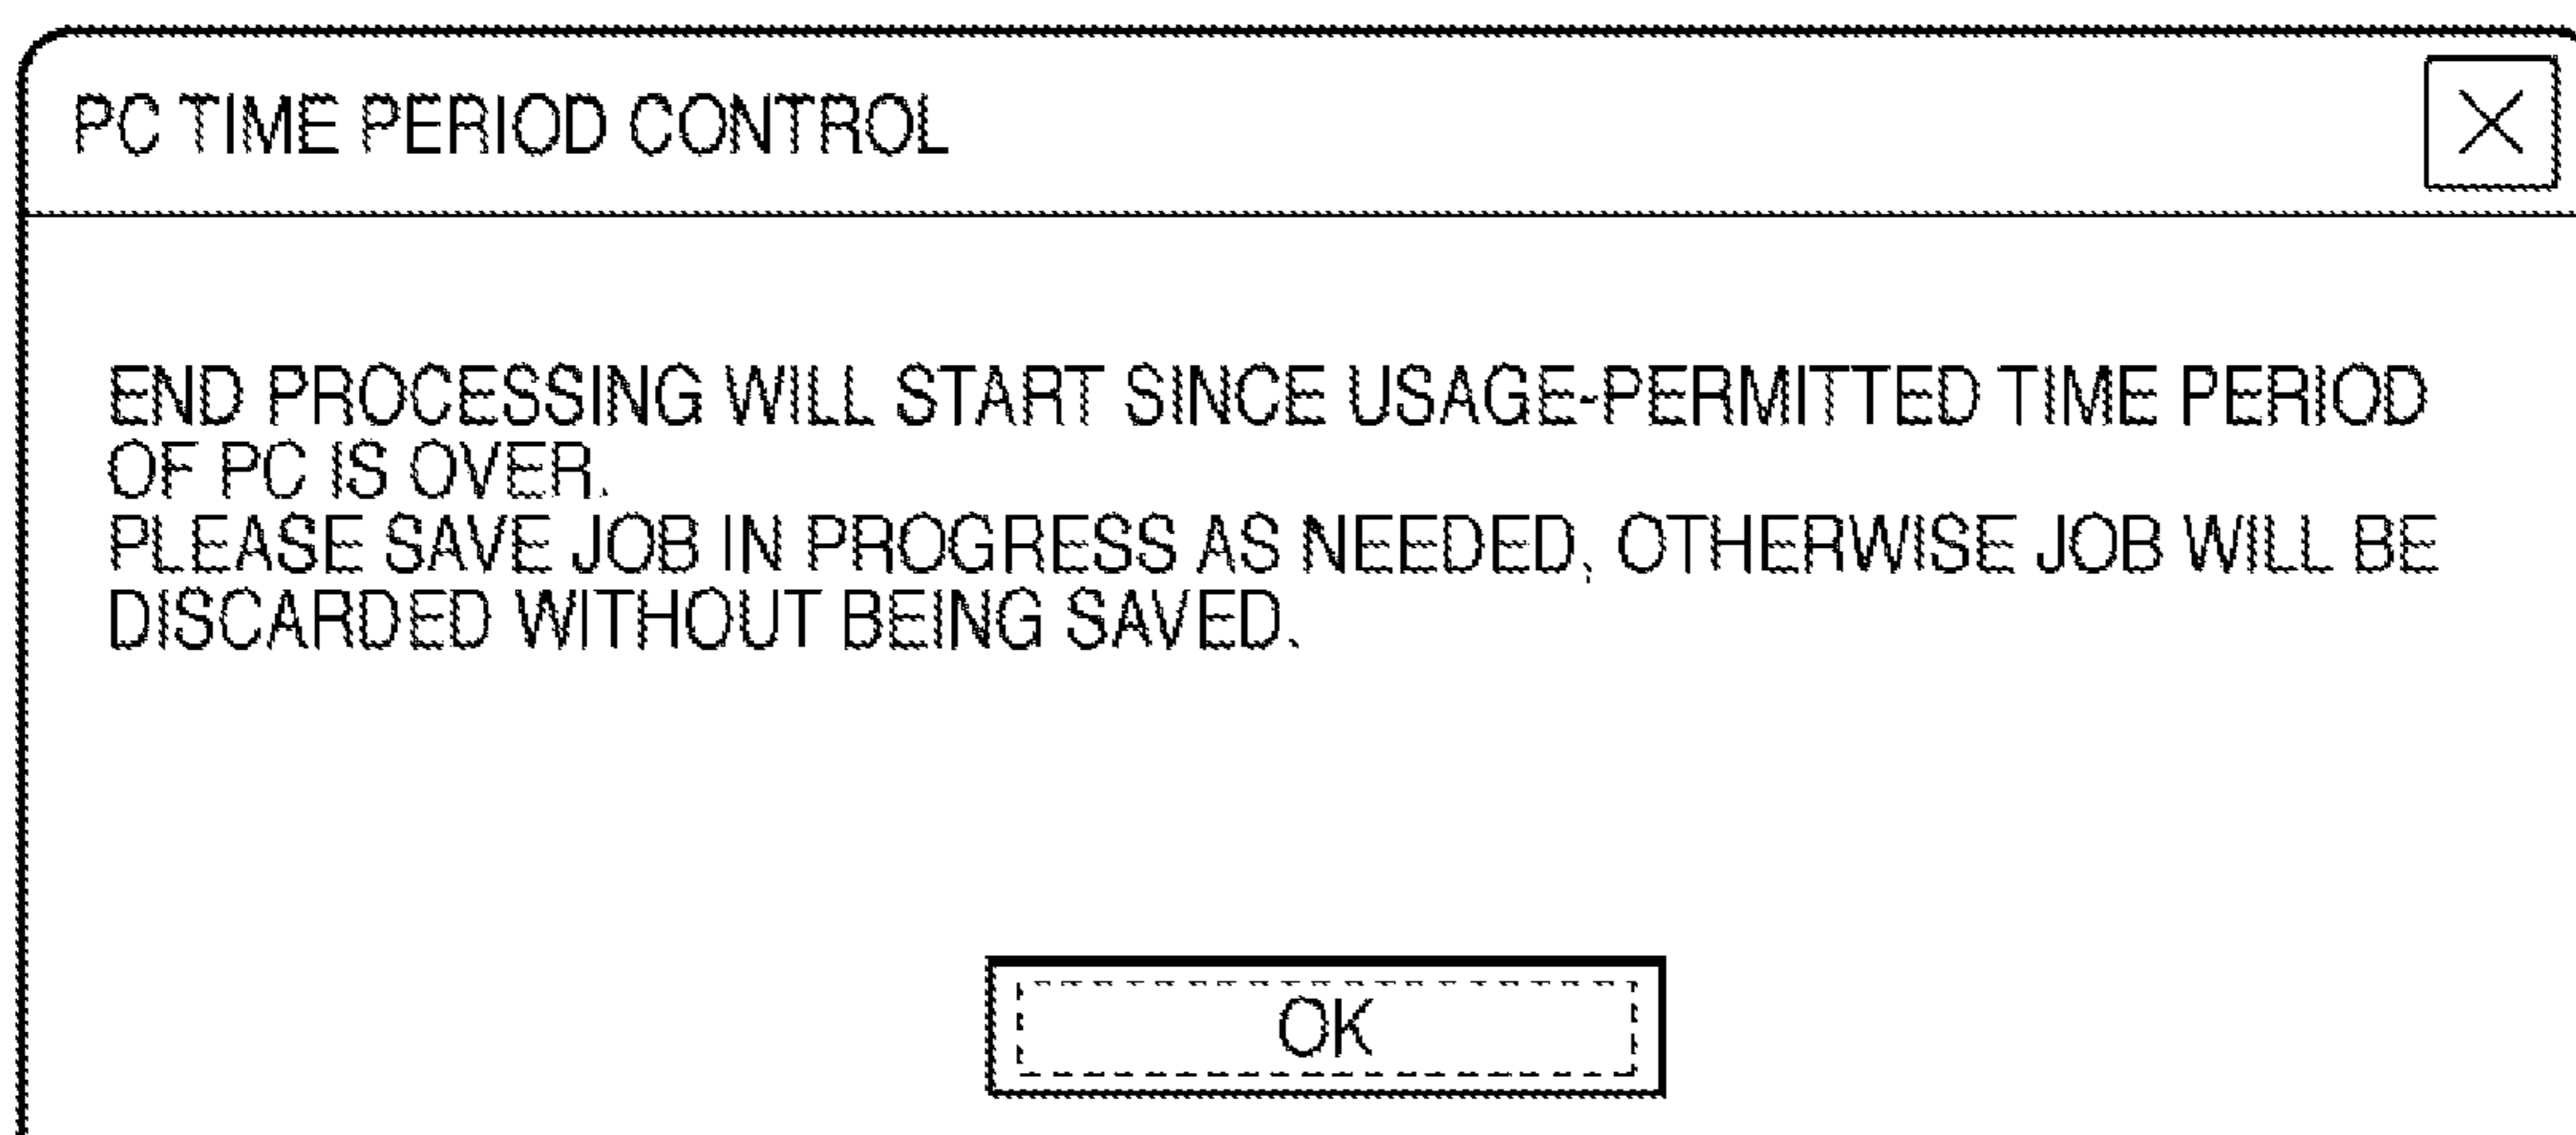 PC TIME PERIOD CONTROL
END PROCESSING WILL START SINCE USAGE-PERMITTED TIME PERIOD
OF PC IS OVER.
PLEASE SAVE JOB IN PROGRESS AS NEEDED, OTHERWISE JOB WILL BE
DISCARDED WITHOUT BEING SAVED.
OK